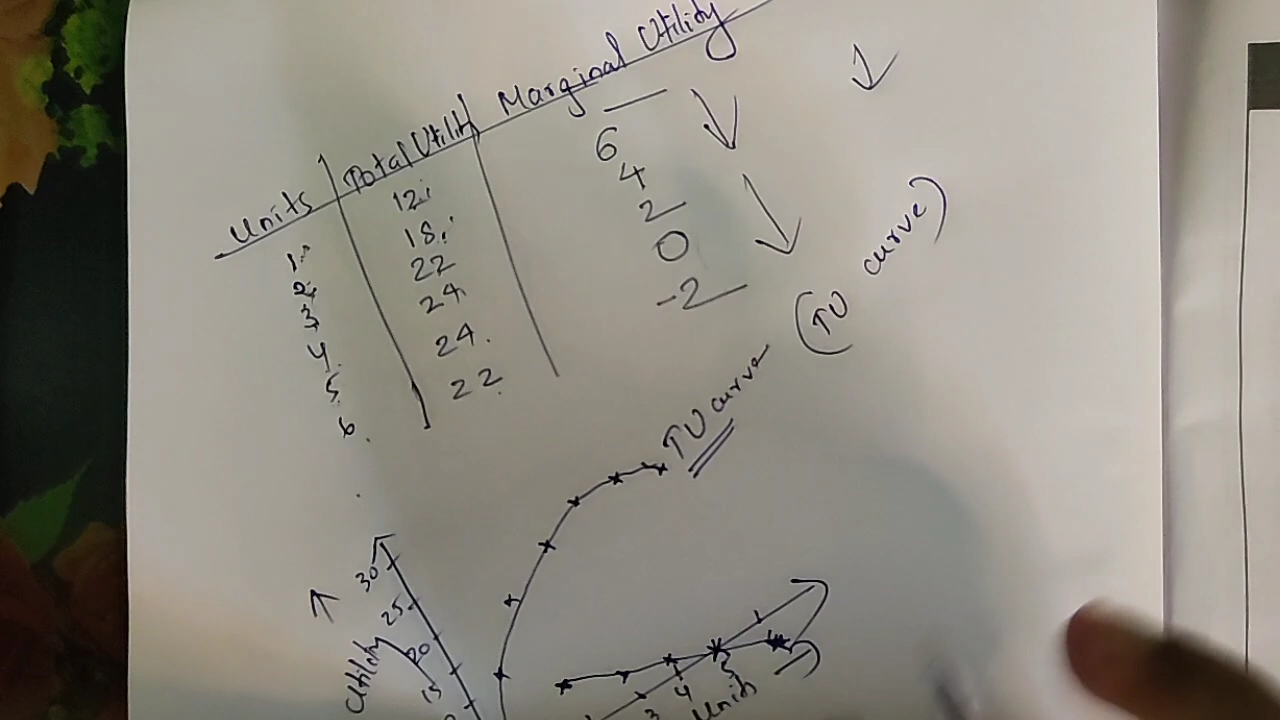 Units Total Utility Marginal Utility
1 12 —
2 18 6
3 22 4
4 24 2
5 24 0
6 22 -2
TU curve (TU curve)
30
25
20
15
Utility
3 4 5
Units